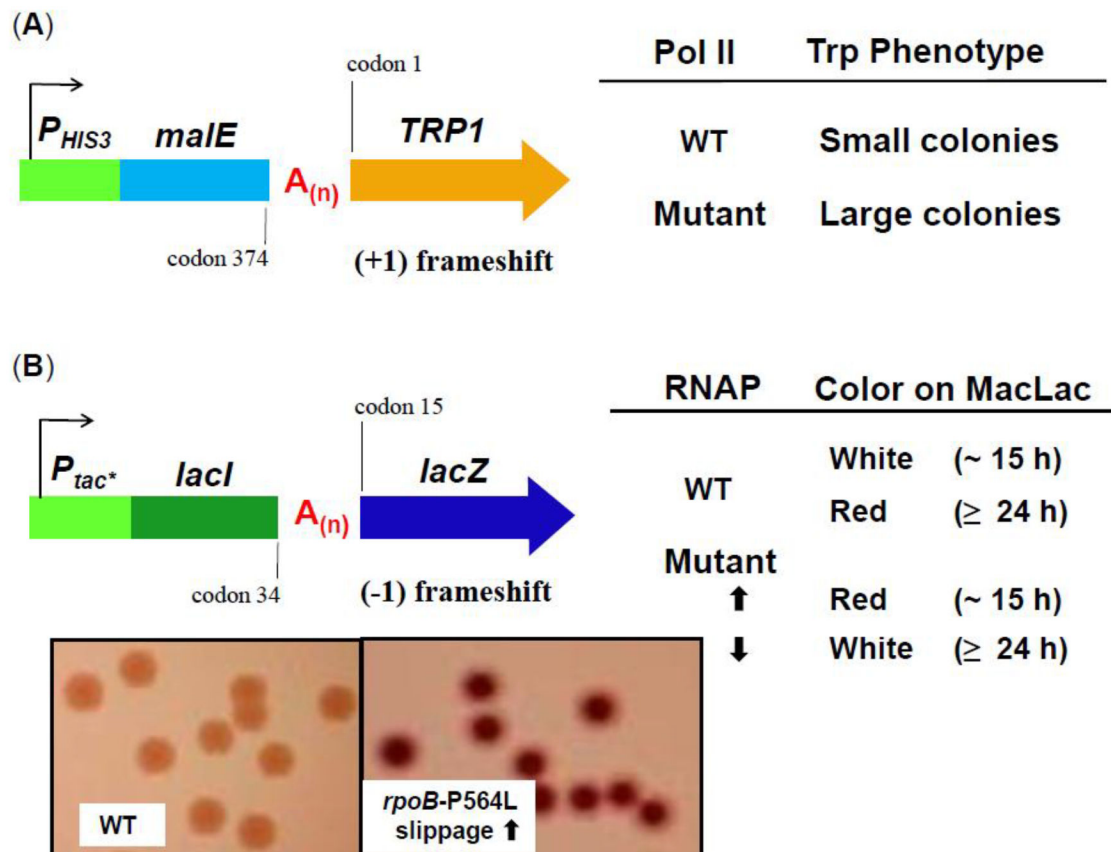 (A)
codon 1
Pol II Trp Phenotype
P_HIS3 malE TRP1
WT Small colonies
A(n)
Mutant Large colonies
codon 374 (+1) frameshift
(B)
RNAP Color on MacLac
codon 15
P_tac* lacI lacZ
White (~ 15 h)
WT
A(n)
Red (≥ 24 h)
Mutant
codon 34 (-1) frameshift
⬆ Red (~ 15 h)
⬇ White (≥ 24 h)
WT
rpoB-P564L
slippage ⬆